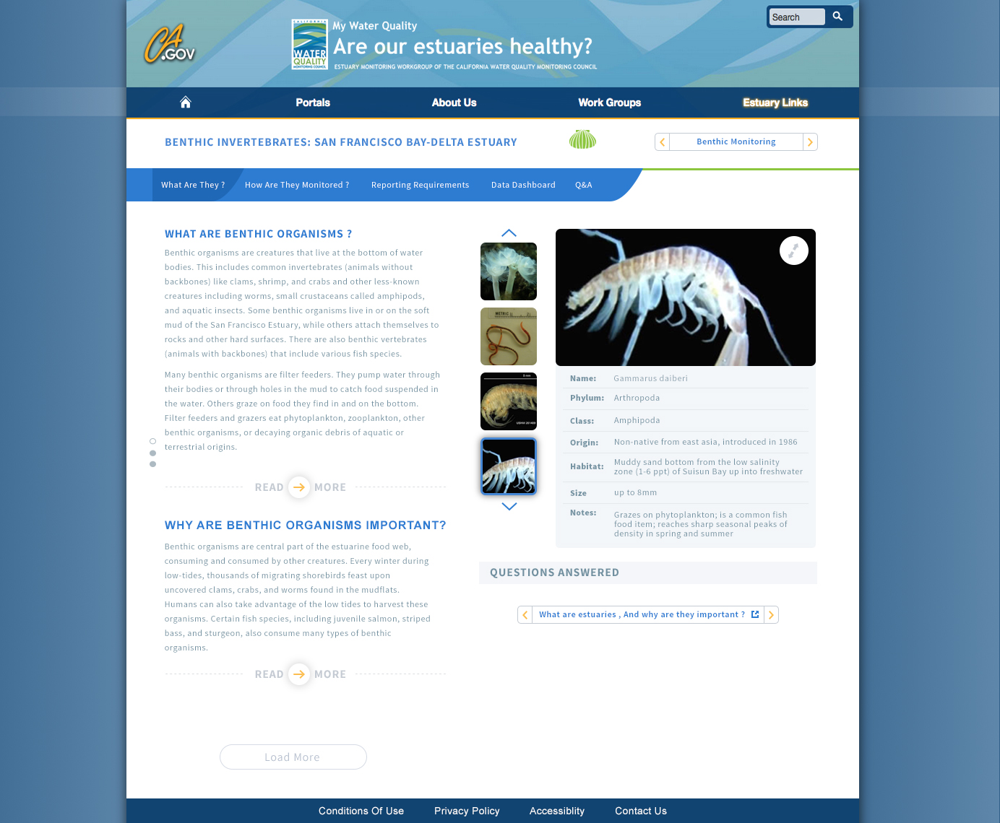 CA.GOV
CALIFORNIA
WATER
QUALITY
MONITORING COUNCIL
My Water Quality
Are our estuaries healthy?
ESTUARY MONITORING WORKGROUP OF THE CALIFORNIA WATER QUALITY MONITORING COUNCIL
Search
Portals
About Us
Work Groups
Estuary Links
BENTHIC INVERTEBRATES: SAN FRANCISCO BAY-DELTA ESTUARY
Benthic Monitoring
What Are They ?
How Are They Monitored ?
Reporting Requirements
Data Dashboard
Q&A
WHAT ARE BENTHIC ORGANISMS ?
Benthic organisms are creatures that live at the bottom of water
bodies. This includes common invertebrates (animals without
backbones) like clams, shrimp, and crabs and other less-known
creatures including worms, small crustaceans called amphipods,
and aquatic insects. Some benthic organisms live in or on the soft
mud of the San Francisco Estuary, while others attach themselves to
rocks and other hard surfaces. There are also benthic vertebrates
(animals with backbones) that include various fish species.
Many benthic organisms are filter feeders. They pump water through
their bodies or through holes in the mud to catch food suspended in
the water. Others graze on food they find in and on the bottom.
Filter feeders and grazers eat phytoplankton, zooplankton, other
benthic organisms, or decaying organic debris of aquatic or
terrestrial origins.
READ MORE
WHY ARE BENTHIC ORGANISMS IMPORTANT?
Benthic organisms are central part of the estuarine food web,
consuming and consumed by other creatures. Every winter during
low-tides, thousands of migrating shorebirds feast upon
uncovered clams, crabs, and worms found in the mudflats.
Humans can also take advantage of the low tides to harvest these
organisms. Certain fish species, including juvenile salmon, striped
bass, and sturgeon, also consume many types of benthic
organisms.
READ MORE
Load More
METRIC
5 mm
Name: Gammarus daiberi
Phylum: Arthropoda
Class: Amphipoda
Origin: Non-native from east asia, introduced in 1986
Habitat: Muddy sand bottom from the low salinity
zone (1-6 ppt) of Suisun Bay up into freshwater
Size up to 8mm
Notes: Grazes on phytoplankton; is a common fish
food item; reaches sharp seasonal peaks of
density in spring and summer
QUESTIONS ANSWERED
What are estuaries , And why are they important ?
Conditions Of Use
Privacy Policy
Accessiblity
Contact Us